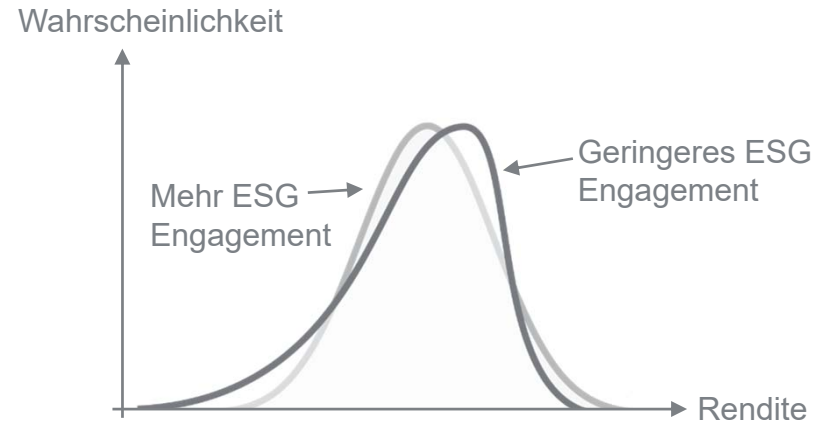 Wahrscheinlichkeit
Geringeres ESG
Engagement
Mehr ESG
Engagement
Rendite